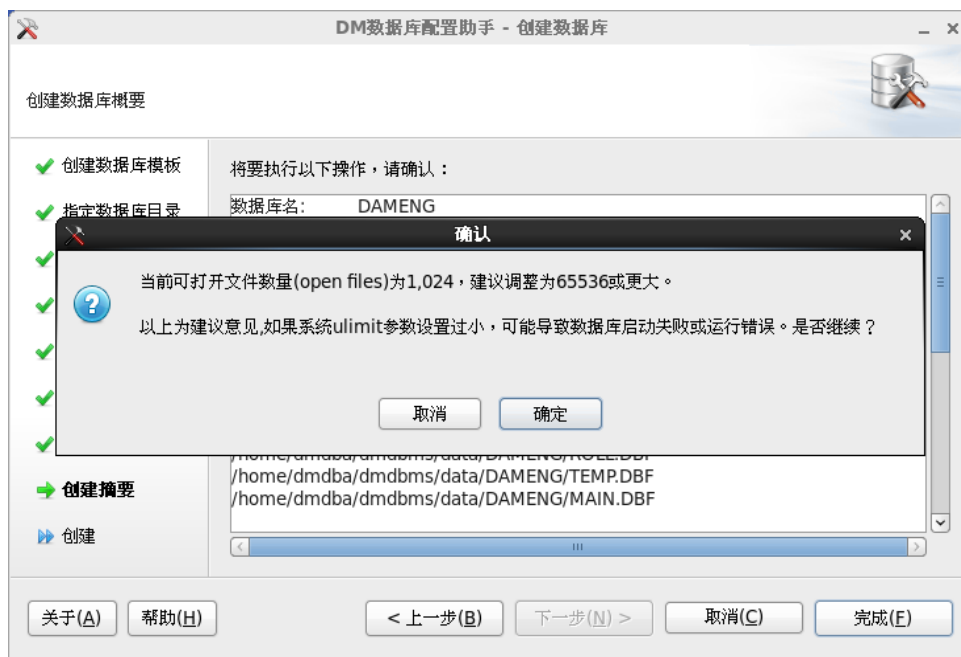 DM数据库配置助手 - 创建数据库
创建数据库概要
创建数据库模板
将要执行以下操作，请确认：
指定数据库目录
数据库名: DAMENG
确认
当前可打开文件数量(open files)为1,024，建议调整为65536或更大。
以上为建议意见,如果系统ulimit参数设置过小，可能导致数据库启动失败或运行错误。是否继续？
取消
确定
/home/dmdba/dmdbms/data/DAMENG/ROLL.DBF
/home/dmdba/dmdbms/data/DAMENG/TEMP.DBF
/home/dmdba/dmdbms/data/DAMENG/MAIN.DBF
创建摘要
创建
关于(A)
帮助(H)
< 上一步(B)
下一步(N) >
取消(C)
完成(F)